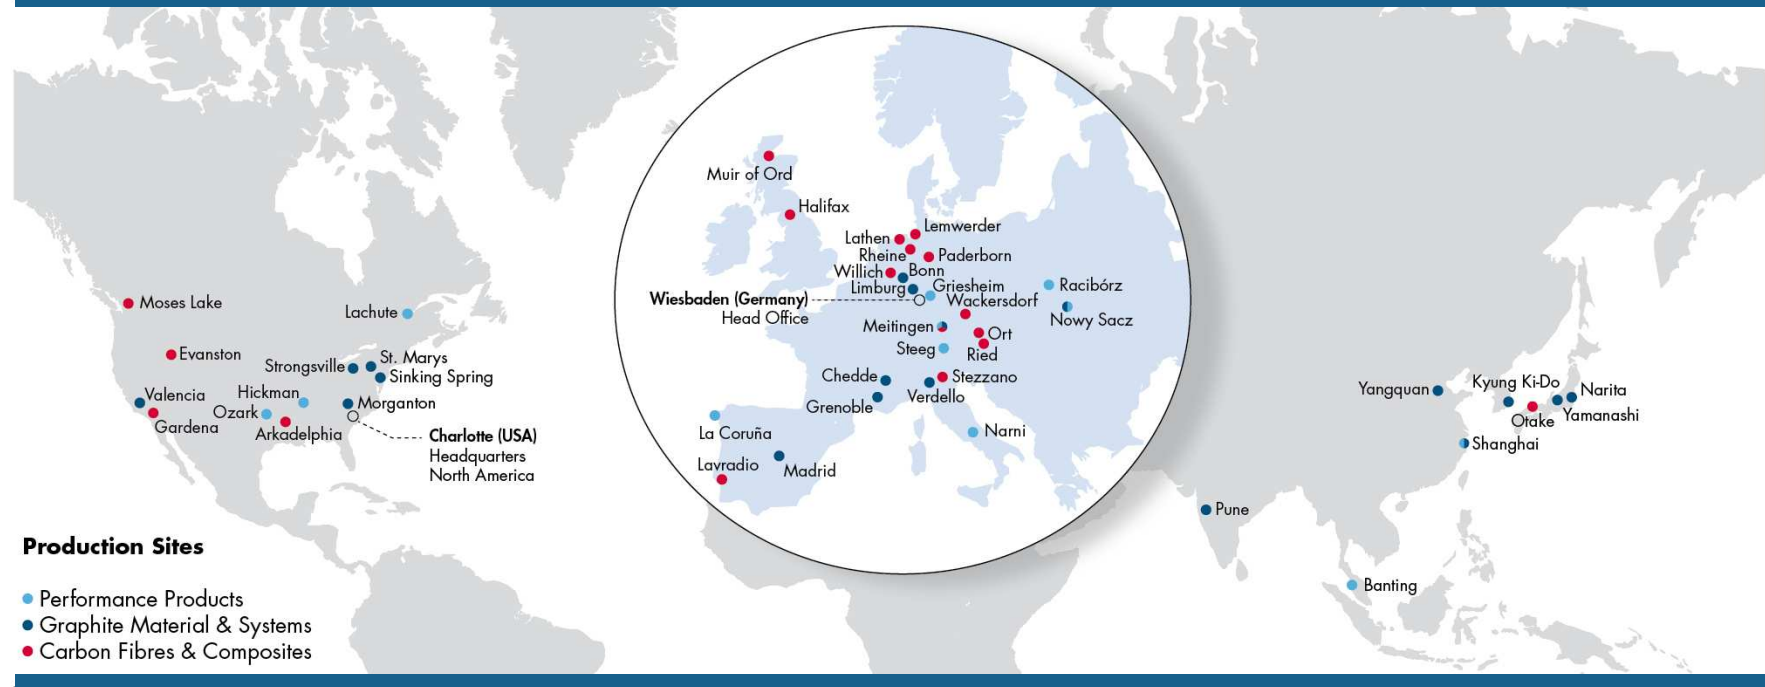 Muir of Ord
Halifax
Lemwerder
Lathen
Rheine
Paderborn
Willich
Bonn
Limburg
Griesheim
Wiesbaden (Germany)
Head Office
Wackersdorf
Racibórz
Nowy Sacz
Meitingen
Ort
Steeg
Ried
Chedde
Stezzano
Grenoble
Verdello
La Coruña
Narni
Lavradio
Madrid
Moses Lake
Lachute
Evanston
Strongsville
St. Marys
Sinking Spring
Valencia
Hickman
Morganton
Ozark
Gardena
Arkadelphia
Charlotte (USA)
Headquarters
North America
Yangquan
Kyung Ki-Do
Narita
Otake
Yamanashi
Shanghai
Pune
Banting
Production Sites
Performance Products
Graphite Material & Systems
Carbon Fibres & Composites